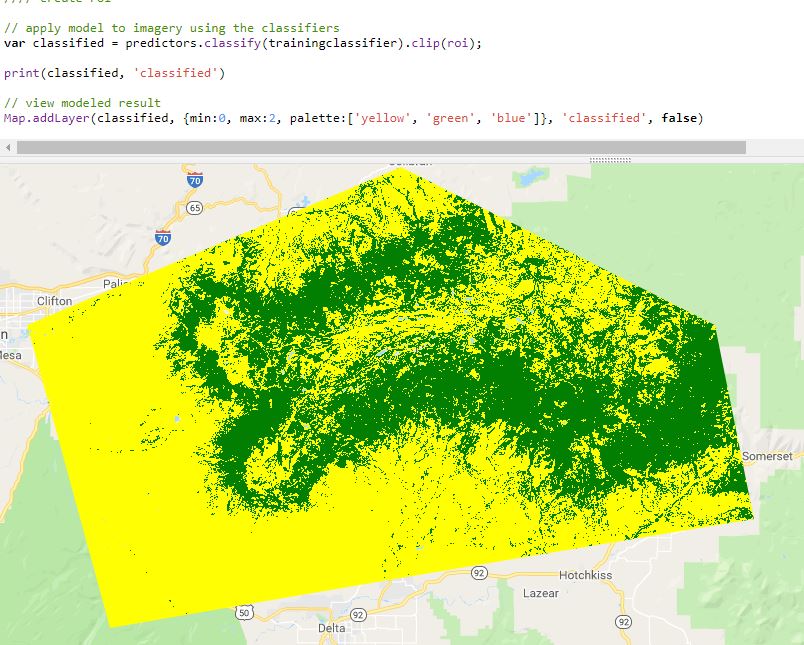 //// create roi
// apply model to imagery using the classifiers
var classified = predictors.classify(trainingclassifier).clip(roi);
print(classified, 'classified')
// view modeled result
Map.addLayer(classified, {min:0, max:2, palette:['yellow', 'green', 'blue']}, 'classified', false)
70
65
70
Pali
Clifton
n
Mesa
Somerset
92
Hotchkiss
Lazear
50
92
Delta
92